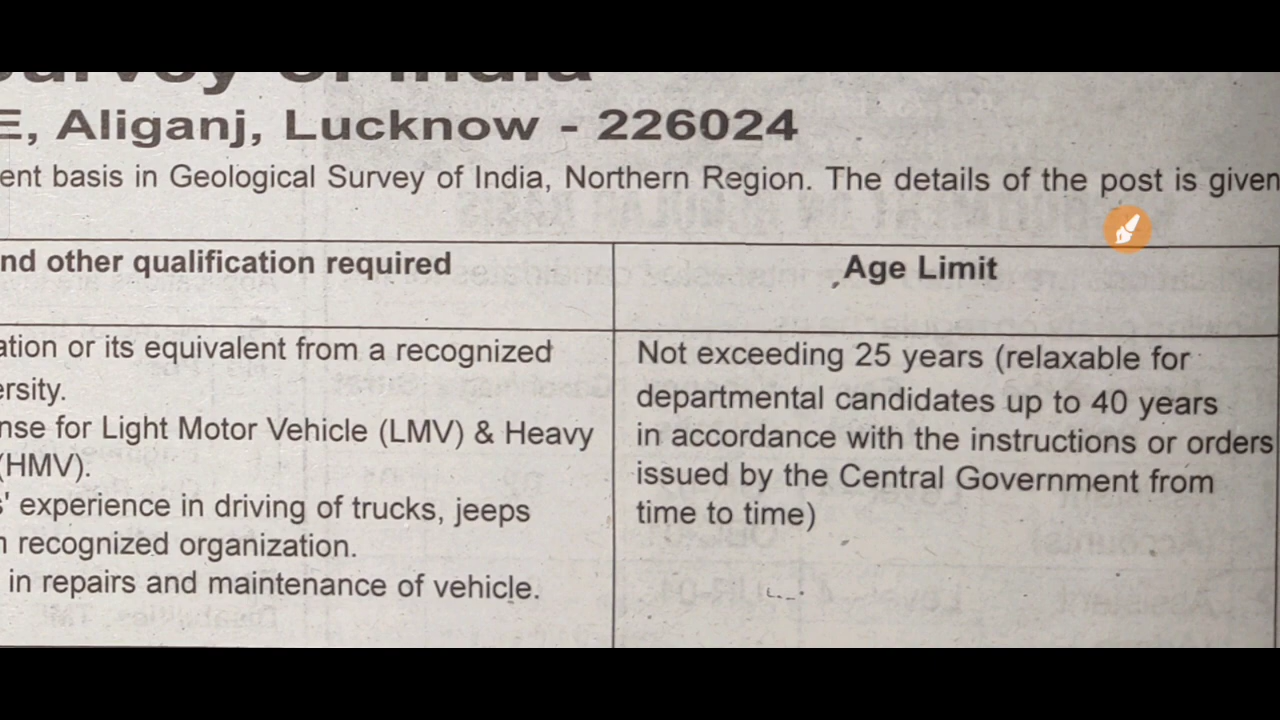 Survey of India
E, Aliganj, Lucknow - 226024
ent basis in Geological Survey of India, Northern Region. The details of the post is given
nd other qualification required
ation or its equivalent from a recognized
ersity.
nse for Light Motor Vehicle (LMV) & Heavy
(HMV).
s' experience in driving of trucks, jeeps
n recognized organization.
in repairs and maintenance of vehicle.
Age Limit
Not exceeding 25 years (relaxable for
departmental candidates up to 40 years
in accordance with the instructions or orders
issued by the Central Government from
time to time)